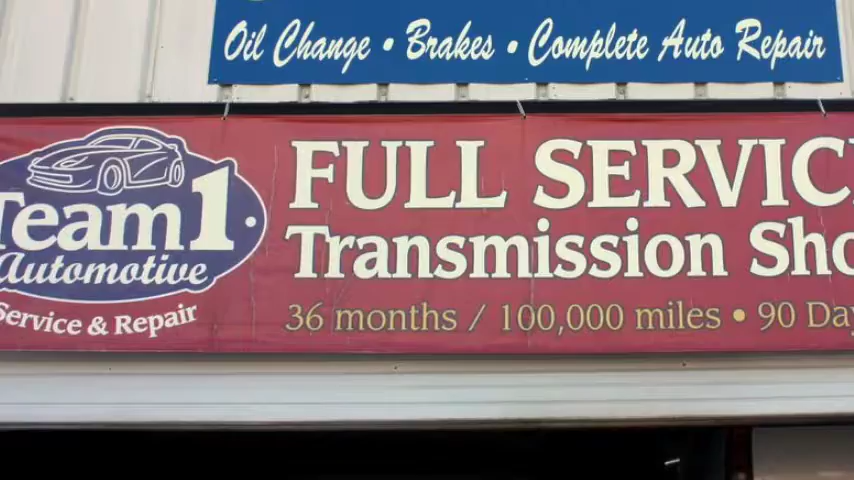 Oil Change • Brakes • Complete Auto Repair
Team 1
Automotive
Service & Repair
FULL SERVIC
Transmission Sho
36 months / 100,000 miles • 90 Day